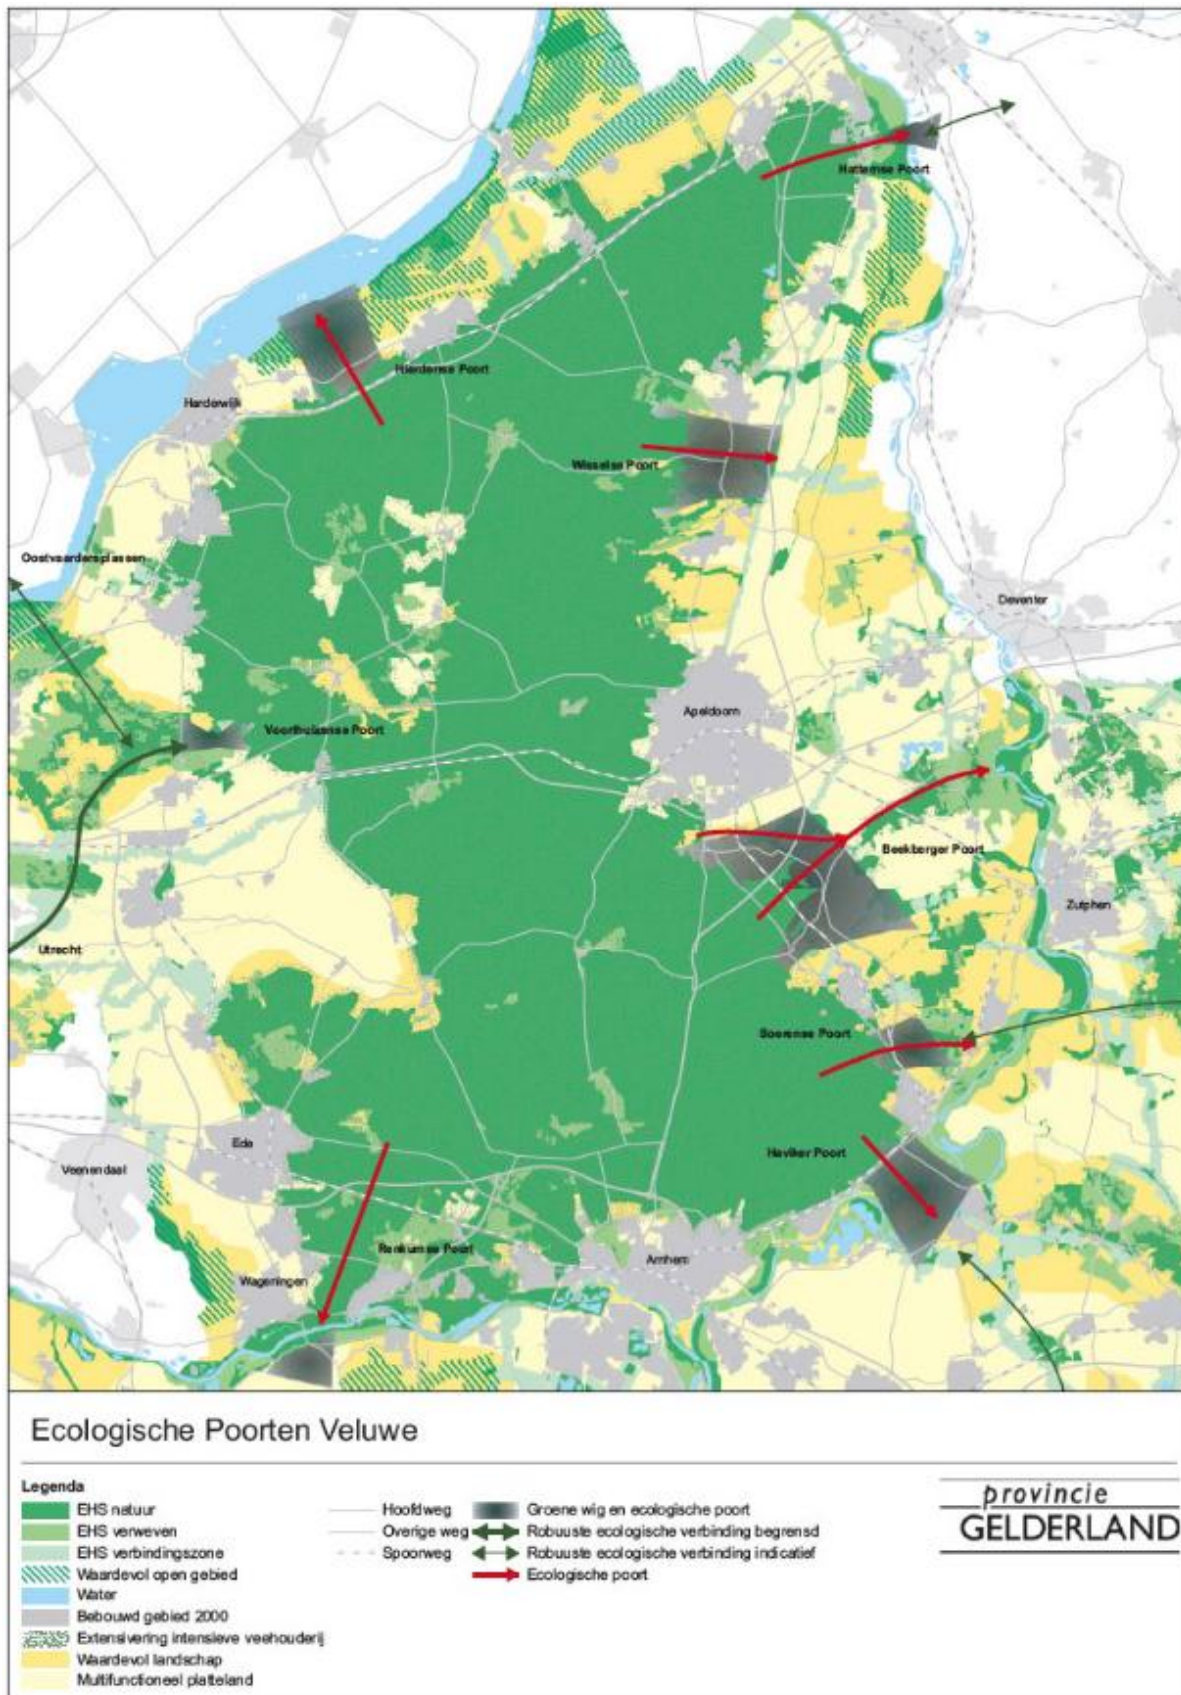 Hattemse Poort
Hierdense Poort
Harderwijk
Wisselse Poort
Oostvaardersplassen
Deventer
Apeldoorn
Voorthuizense Poort
Beekberger Poort
Zutphen
Utrecht
Soerense Poort
Ede
Veenendaal
Haviker Poort
Renkumse Poort
Arnhem
Wageningen
Ecologische Poorten Veluwe
Legenda
EHS natuur
EHS verweven
EHS verbindingszone
Waardevol open gebied
Water
Bebouwd gebied 2000
Extensivering intensieve veehouderij
Waardevol landschap
Multifunctioneel platteland
Hoofdweg
Overige weg
Spoorweg
Groene wig en ecologische poort
Robuuste ecologische verbinding begrensd
Robuuste ecologische verbinding indicatief
Ecologische poort
provincie
GELDERLAND